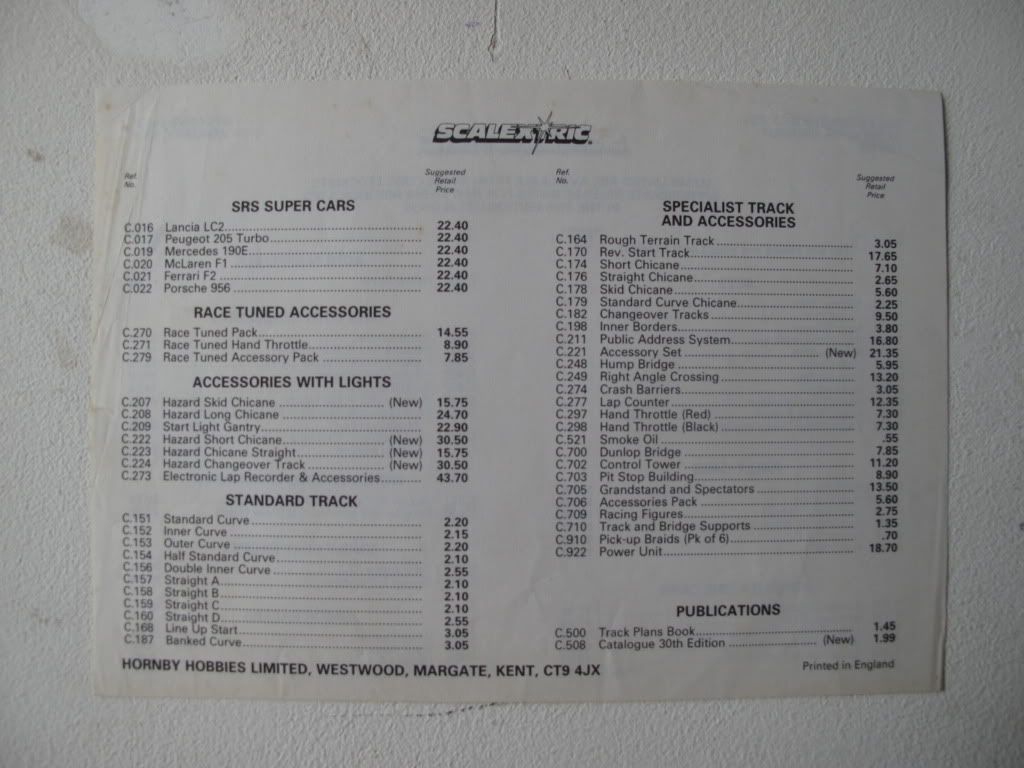 SCALEXTRIC
Ref. No.
Suggested Retail Price
SRS SUPER CARS
C.016 Lancia LC2 22.40
C.017 Peugeot 205 Turbo 22.40
C.019 Mercedes 190E 22.40
C.020 McLaren F1 22.40
C.021 Ferrari F2 22.40
C.022 Porsche 956 22.40
RACE TUNED ACCESSORIES
C.270 Race Tuned Pack 14.55
C.271 Race Tuned Hand Throttle 8.90
C.279 Race Tuned Accessory Pack 7.85
ACCESSORIES WITH LIGHTS
C.207 Hazard Skid Chicane (New) 15.75
C.208 Hazard Long Chicane 24.70
C.209 Start Light Gantry 22.90
C.222 Hazard Short Chicane (New) 30.50
C.223 Hazard Chicane Straight (New) 15.75
C.224 Hazard Changeover Track (New) 30.50
C.273 Electronic Lap Recorder & Accessories 43.70
STANDARD TRACK
C.151 Standard Curve 2.20
C.152 Inner Curve 2.15
C.153 Outer Curve 2.20
C.154 Half Standard Curve 2.10
C.156 Double Inner Curve 2.55
C.157 Straight A 2.10
C.158 Straight B 2.10
C.159 Straight C 2.10
C.160 Straight D 2.55
C.168 Line Up Start 3.05
C.187 Banked Curve 3.05
Ref. No.
Suggested Retail Price
SPECIALIST TRACK
AND ACCESSORIES
C.164 Rough Terrain Track 3.05
C.170 Rev. Start Track 17.65
C.174 Short Chicane 7.10
C.176 Straight Chicane 2.65
C.178 Skid Chicane 5.60
C.179 Standard Curve Chicane 2.25
C.182 Changeover Tracks 9.50
C.198 Inner Borders 3.80
C.211 Public Address System 16.80
C.221 Accessory Set (New) 21.35
C.248 Hump Bridge 5.95
C.249 Right Angle Crossing 13.20
C.274 Crash Barriers 3.05
C.277 Lap Counter 12.35
C.297 Hand Throttle (Red) 7.30
C.298 Hand Throttle (Black) 7.30
C.521 Smoke Oil .55
C.700 Dunlop Bridge 7.85
C.702 Control Tower 11.20
C.703 Pit Stop Building 8.90
C.705 Grandstand and Spectators 13.50
C.706 Accessories Pack 5.60
C.709 Racing Figures 2.75
C.710 Track and Bridge Supports 1.35
C.910 Pick-up Braids (Pk of 6) .70
C.922 Power Unit 18.70
PUBLICATIONS
C.500 Track Plans Book 1.45
C.508 Catalogue 30th Edition (New) 1.99
HORNBY HOBBIES LIMITED, WESTWOOD, MARGATE, KENT, CT9 4JX
Printed in England